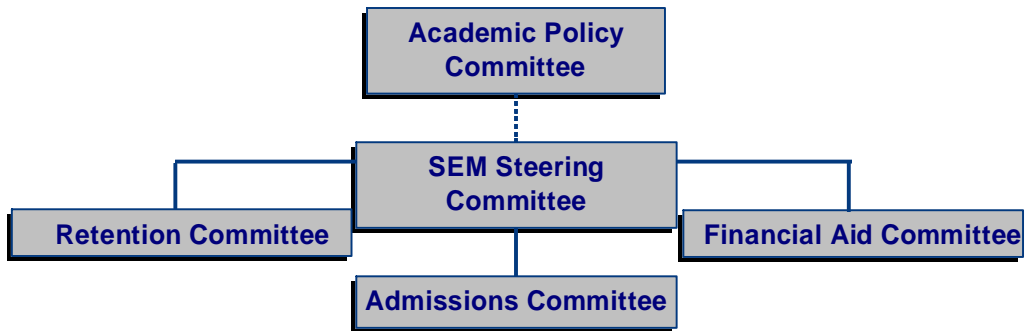 Academic Policy
Committee
SEM Steering
Committee
Retention Committee
Financial Aid Committee
Admissions Committee